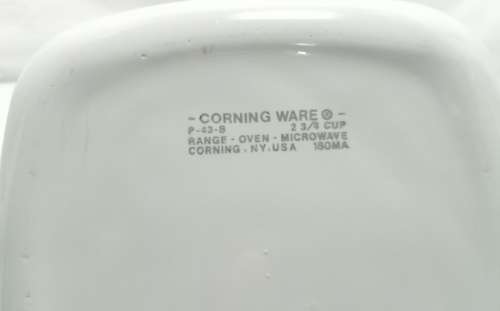 - CORNING WARE ® -
P-43-B 2 3/4 CUP
RANGE - OVEN - MICROWAVE
CORNING . NY. USA 180MA